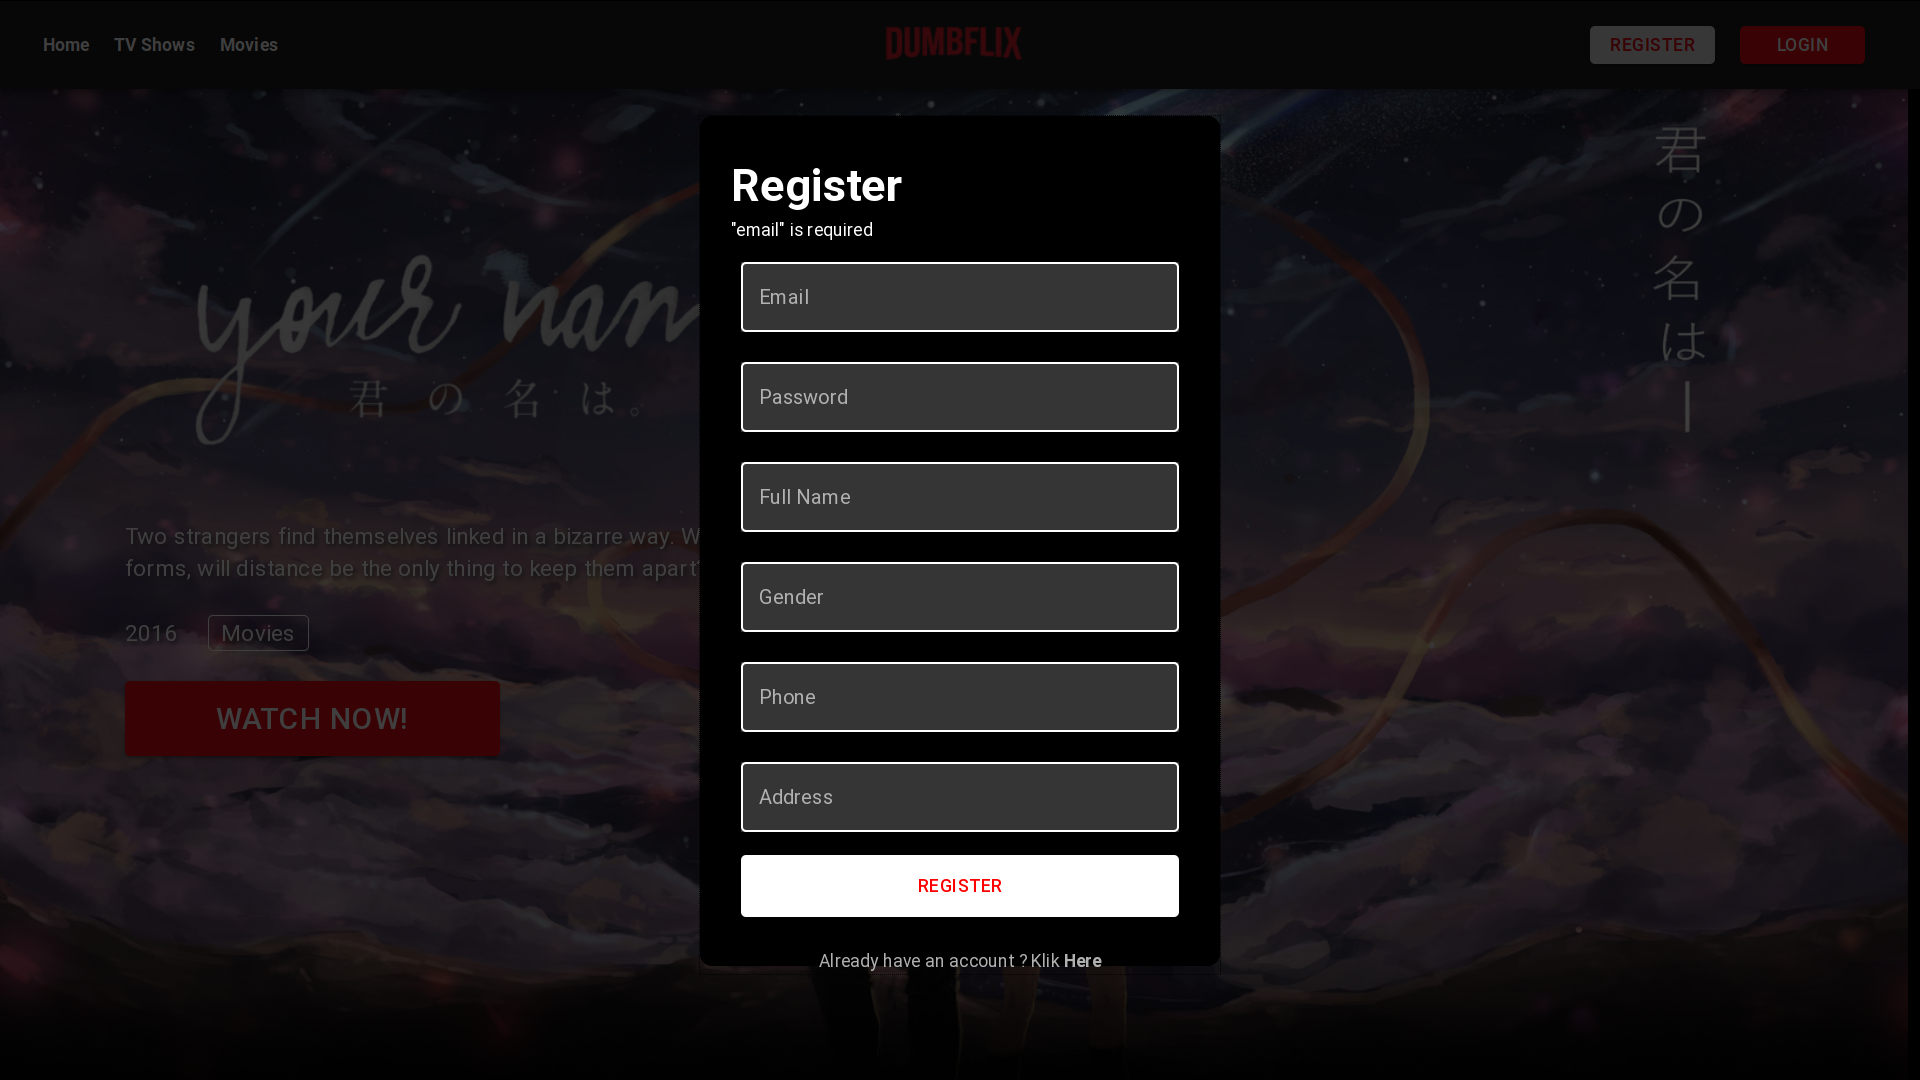 Home TV Shows Movies
DUMBFLIX
REGISTER LOGIN
君の名は
your nam
君の名は。
Two strangers find themselves linked in a bizarre way. W
forms, will distance be the only thing to keep them apart?
2016 Movies
WATCH NOW!
Register
"email" is required
Email
Password
Full Name
Gender
Phone
Address
REGISTER
Already have an account ? Klik Here